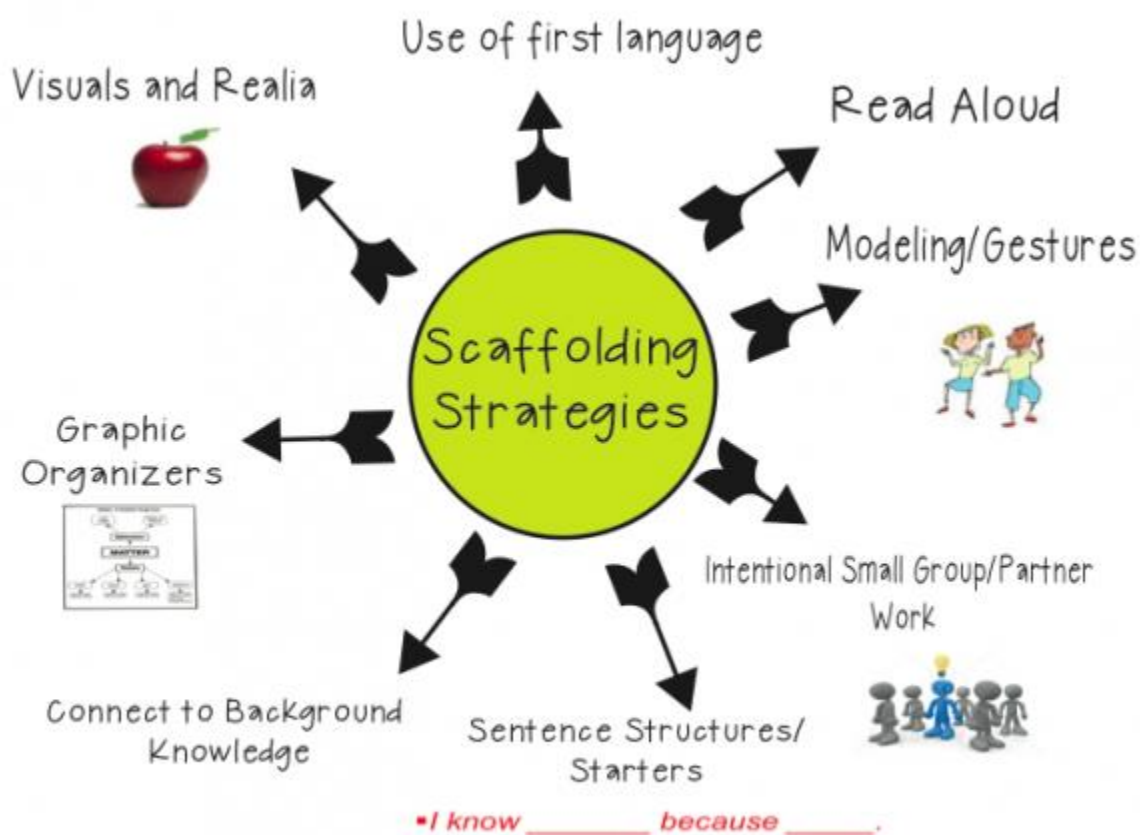 Use of first language
Visuals and Realia
Read Aloud
Modeling/Gestures
Scaffolding
Strategies
Graphic
Organizers
MATTER
Intentional Small Group/Partner
Work
Connect to Background
Knowledge
Sentence Structures/
Starters
▪I know ________ because _____.